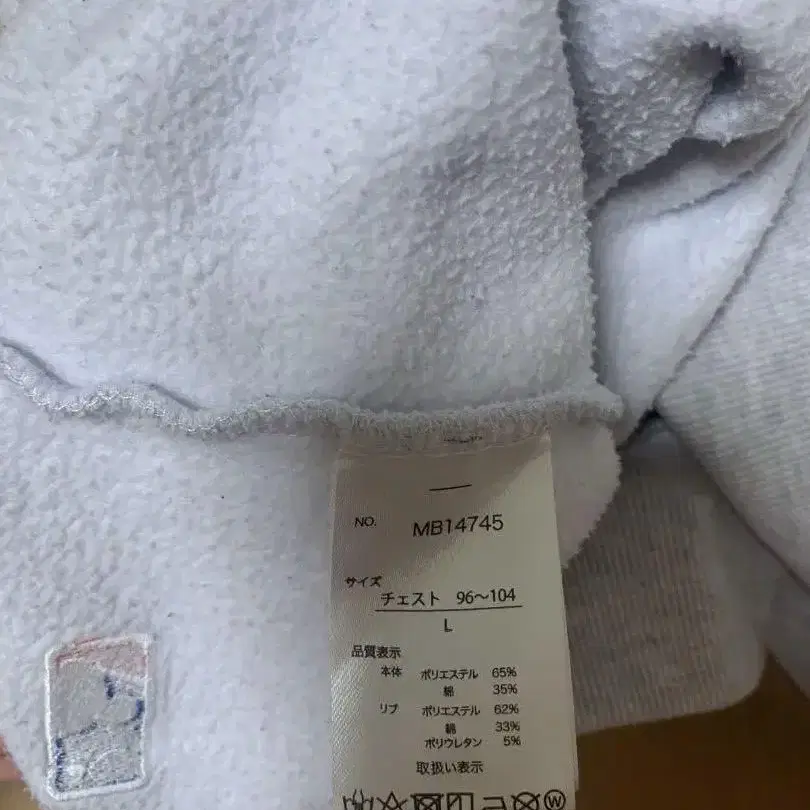 NO. MB14745
サイズ
チェスト 96〜104
L
品質表示
本体 ポリエステル 65%
綿 35%
リブ ポリエステル 62%
綿 33%
ポリウレタン 5%
取扱い表示
W